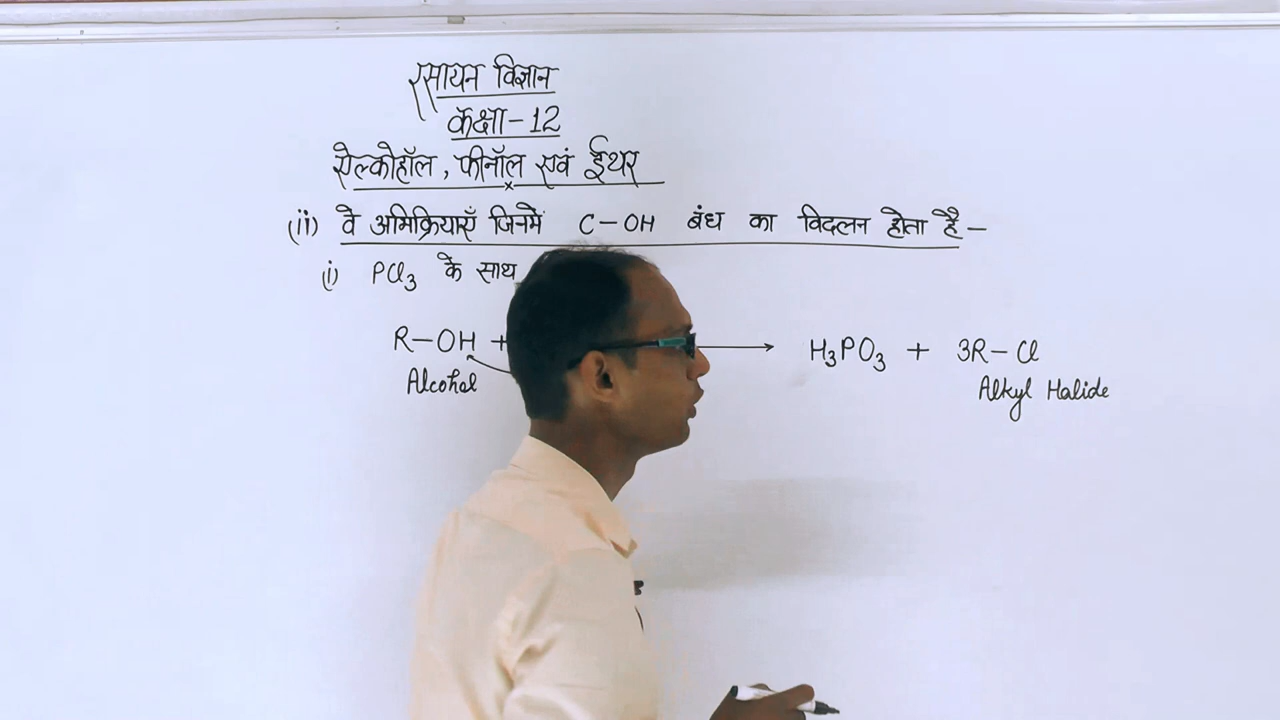 रसायन विज्ञान
कक्षा-12
ऐल्कोहॉल, फीनॉल एवं ईथर
(ii) वे अभिक्रियाएँ जिनमें C-OH बंध का विदलन होता है-
(i) PCl₃ के साथ
R-OH + → H₃PO₃ + 3R-Cl
Alcohol Alkyl Halide